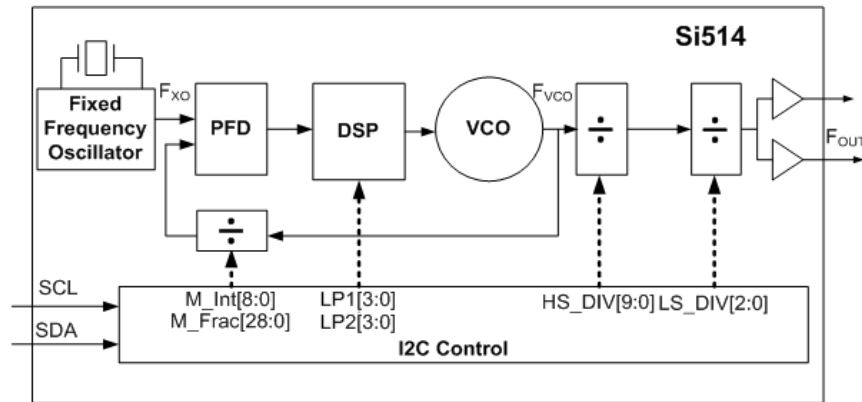 Si514
Fixed
Frequency
Oscillator
FXO
PFD
DSP
VCO
FVCO
÷
÷
FOUT
÷
SCL
SDA
M_Int[8:0]
M_Frac[28:0]
LP1[3:0]
LP2[3:0]
HS_DIV[9:0]
LS_DIV[2:0]
I2C Control